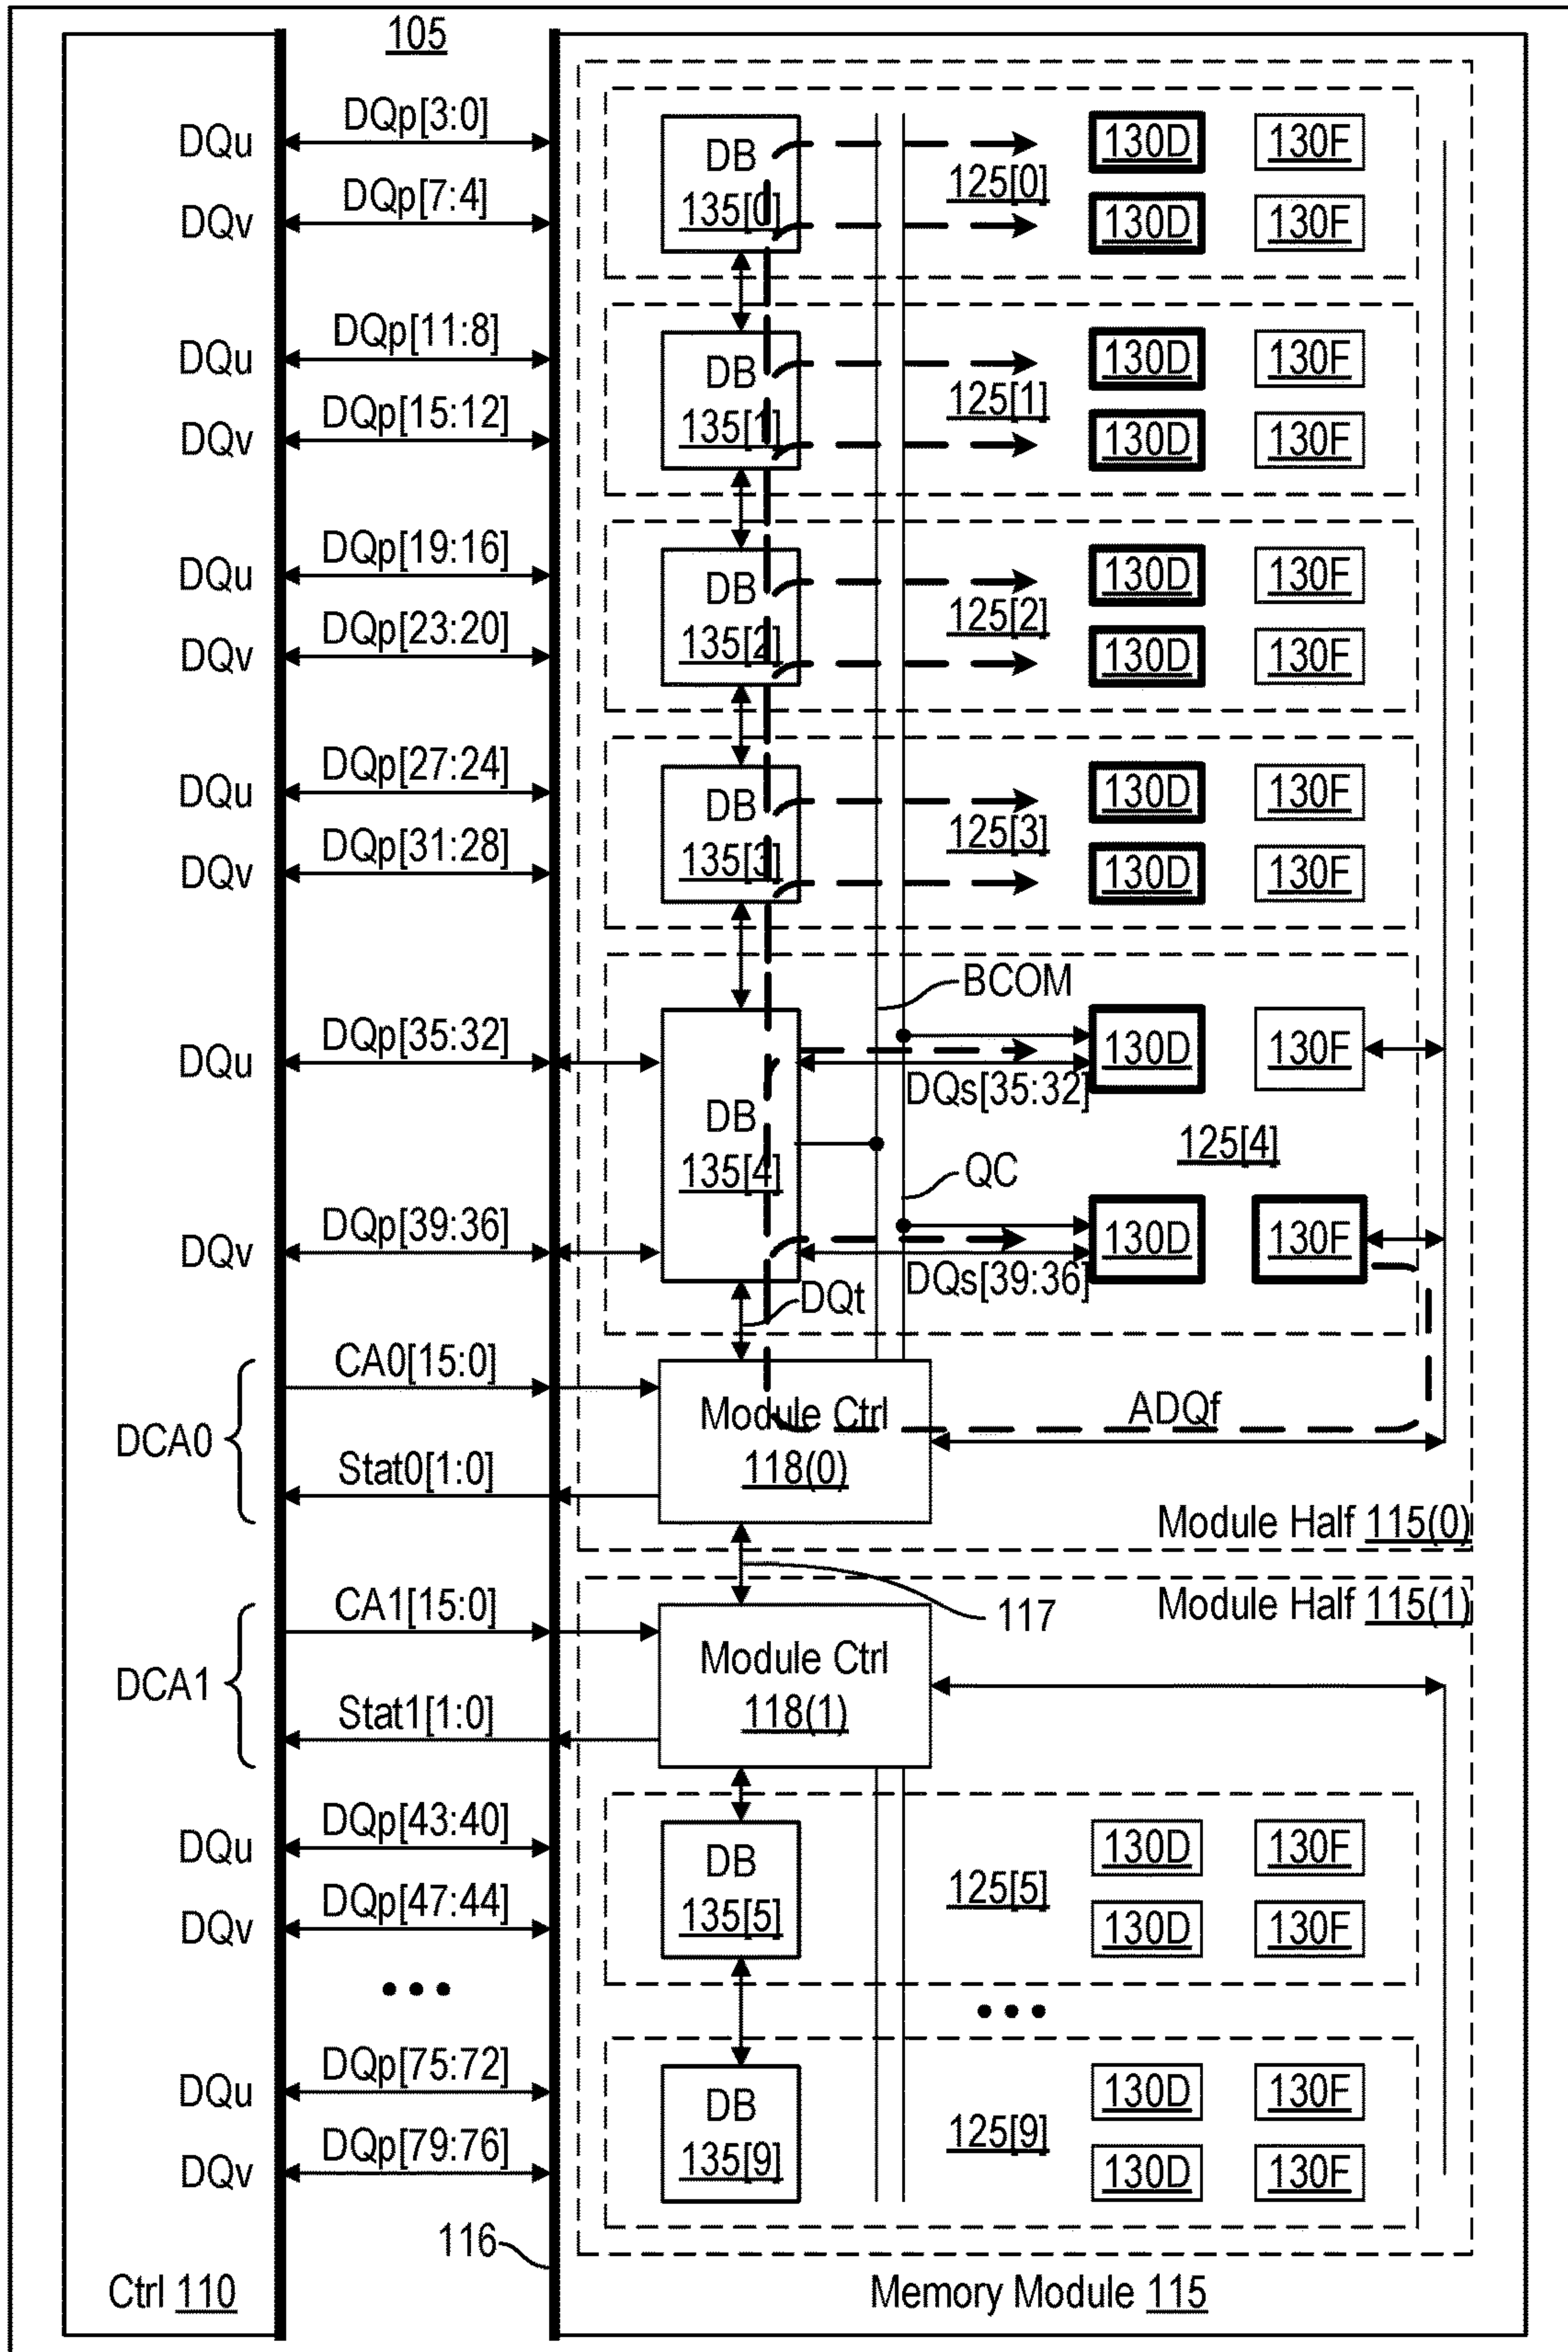 105
DQu DQp[3:0] DB 135[0] 125[0] 130D 130F
DQv DQp[7:4] 130D 130F
DQu DQp[11:8] DB 135[1] 125[1] 130D 130F
DQv DQp[15:12] 130D 130F
DQu DQp[19:16] DB 135[2] 125[2] 130D 130F
DQv DQp[23:20] 130D 130F
DQu DQp[27:24] DB 135[3] 125[3] 130D 130F
DQv DQp[31:28] 130D 130F
BCOM
DQu DQp[35:32] 130D 130F
DQs[35:32]
DB 135[4] 125[4]
QC
DQv DQp[39:36] 130D 130F
DQs[39:36]
DQt
CA0[15:0]
DCA0 Module Ctrl 118(0) ADQf
Stat0[1:0]
Module Half 115(0)
CA1[15:0] 117 Module Half 115(1)
DCA1 Module Ctrl 118(1)
Stat1[1:0]
DQu DQp[43:40] DB 135[5] 125[5] 130D 130F
DQv DQp[47:44] 130D 130F
••• •••
DQu DQp[75:72] DB 135[9] 125[9] 130D 130F
DQv DQp[79:76] 130D 130F
116
Ctrl 110 Memory Module 115